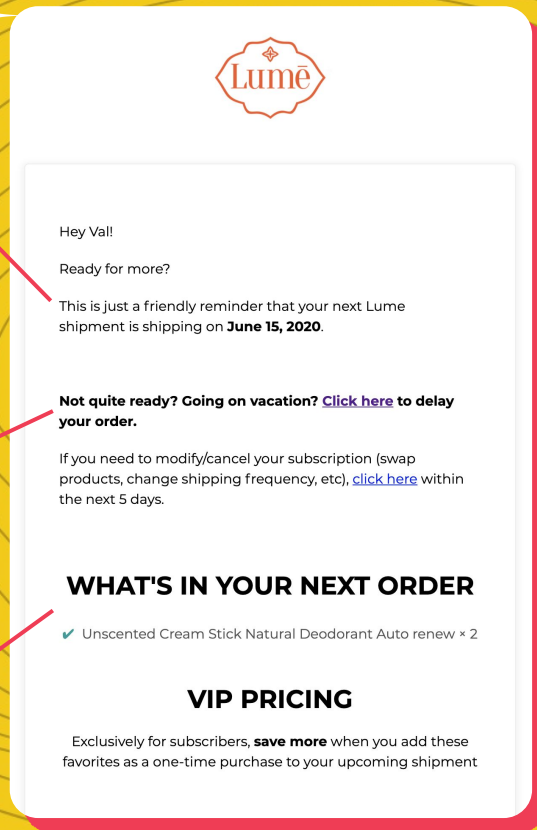 Lumē
Hey Val!
Ready for more?
This is just a friendly reminder that your next Lume
shipment is shipping on June 15, 2020.
Not quite ready? Going on vacation? Click here to delay
your order.
If you need to modify/cancel your subscription (swap
products, change shipping frequency, etc), click here within
the next 5 days.
WHAT'S IN YOUR NEXT ORDER
✔ Unscented Cream Stick Natural Deodorant Auto renew × 2
VIP PRICING
Exclusively for subscribers, save more when you add these
favorites as a one-time purchase to your upcoming shipment